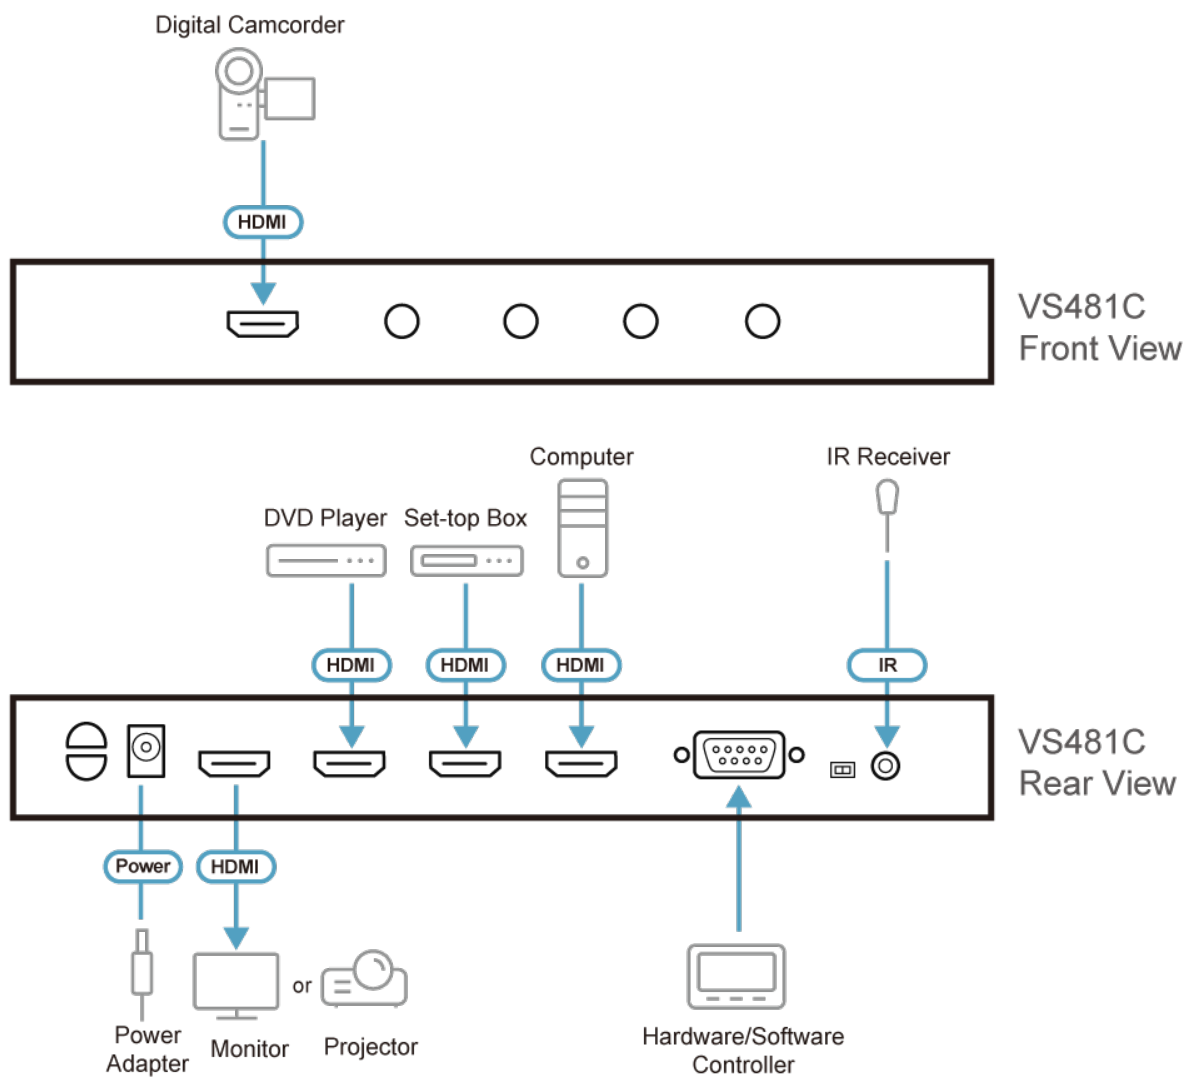 Digital Camcorder
HDMI
VS481C
Front View
Computer
IR Receiver
DVD Player
Set-top Box
HDMI
HDMI
HDMI
IR
VS481C
Rear View
Power
HDMI
or
Power
Adapter
Monitor
Projector
Hardware/Software
Controller